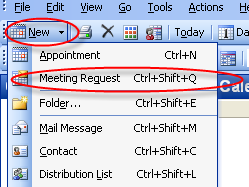 File Edit View Go Tools Actions Help
New Today
Appointment Ctrl+N
Meeting Request Ctrl+Shift+Q
Folder... Ctrl+Shift+E
Mail Message Ctrl+Shift+M
Contact Ctrl+Shift+C
Distribution List Ctrl+Shift+L